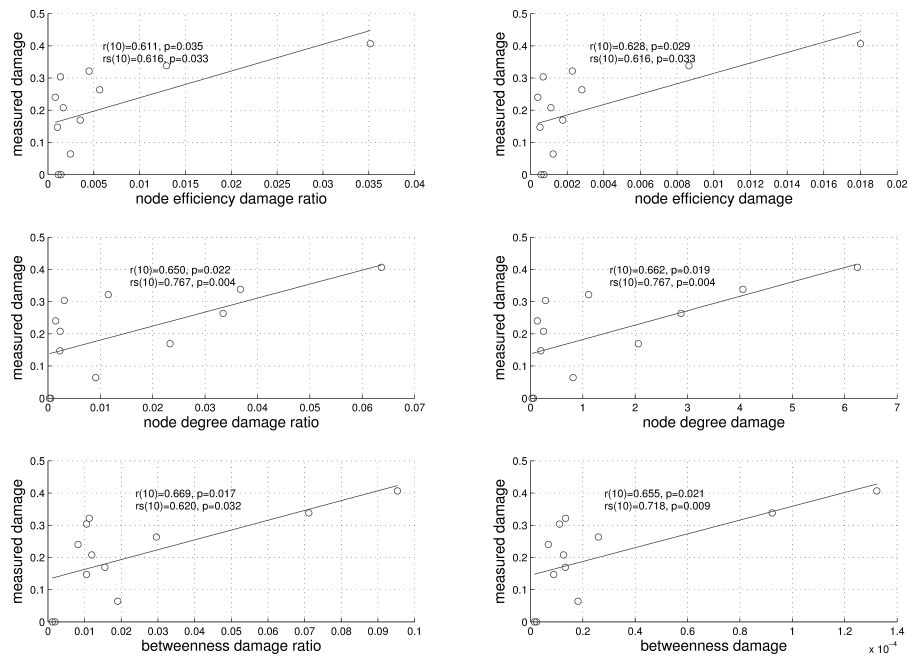 0.5
0.4
0.3
0.2
0.1
0
measured damage
r(10)=0.611, p=0.035
rs(10)=0.616, p=0.033
0 0.005 0.01 0.015 0.02 0.025 0.03 0.035 0.04
node efficiency damage ratio
0.5
0.4
0.3
0.2
0.1
0
measured damage
r(10)=0.628, p=0.029
rs(10)=0.616, p=0.033
0 0.002 0.004 0.006 0.008 0.01 0.012 0.014 0.016 0.018 0.02
node efficiency damage
0.5
0.4
0.3
0.2
0.1
0
measured damage
r(10)=0.650, p=0.022
rs(10)=0.767, p=0.004
0 0.01 0.02 0.03 0.04 0.05 0.06 0.07
node degree damage ratio
0.5
0.4
0.3
0.2
0.1
0
measured damage
r(10)=0.662, p=0.019
rs(10)=0.767, p=0.004
0 1 2 3 4 5 6 7
node degree damage
0.5
0.4
0.3
0.2
0.1
0
measured damage
r(10)=0.669, p=0.017
rs(10)=0.620, p=0.032
0 0.01 0.02 0.03 0.04 0.05 0.06 0.07 0.08 0.09 0.1
betweenness damage ratio
0.5
0.4
0.3
0.2
0.1
0
measured damage
r(10)=0.655, p=0.021
rs(10)=0.718, p=0.009
0 0.2 0.4 0.6 0.8 1 1.2 1.4
betweenness damage
x 10⁻⁴